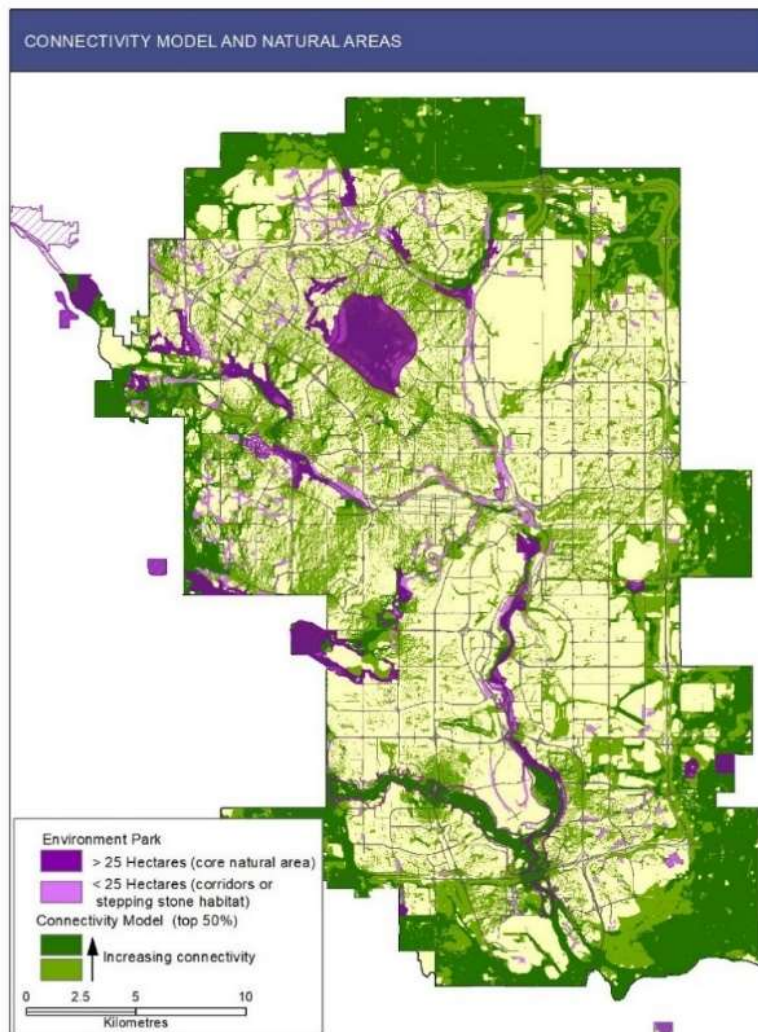 CONNECTIVITY MODEL AND NATURAL AREAS
Environment Park
> 25 Hectares (core natural area)
< 25 Hectares (corridors or
stepping stone habitat)
Connectivity Model (top 50%)
Increasing connectivity
0 2.5 5 10
Kilometres